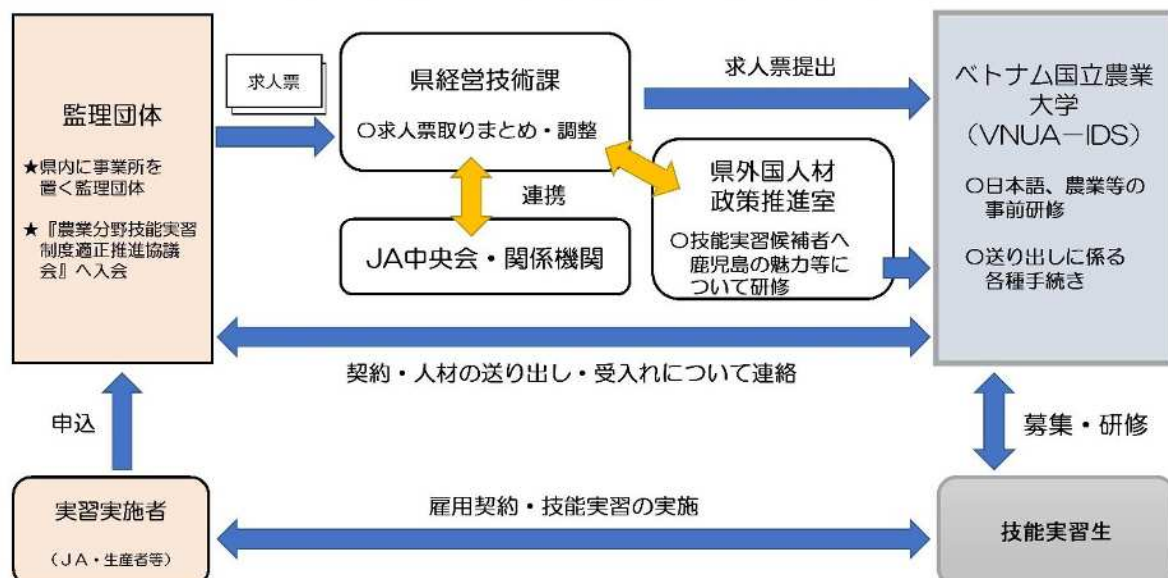 監理団体
★県内に事業所を
置く監理団体
★『農業分野技能実習
制度適正推進協議
会』へ入会
求人票
県経営技術課
〇求人票取りまとめ・調整
連携
JA中央会・関係機関
求人票提出
県外国人材
政策推進室
〇技能実習候補者へ
鹿児島の魅力等に
ついて研修
ベトナム国立農業
大学
(VNUA－IDS)
〇日本語、農業等の
事前研修
〇送り出しに係る
各種手続き
契約・人材の送り出し・受入れについて連絡
申込
募集・研修
実習実施者
(JA・生産者等)
雇用契約・技能実習の実施
技能実習生